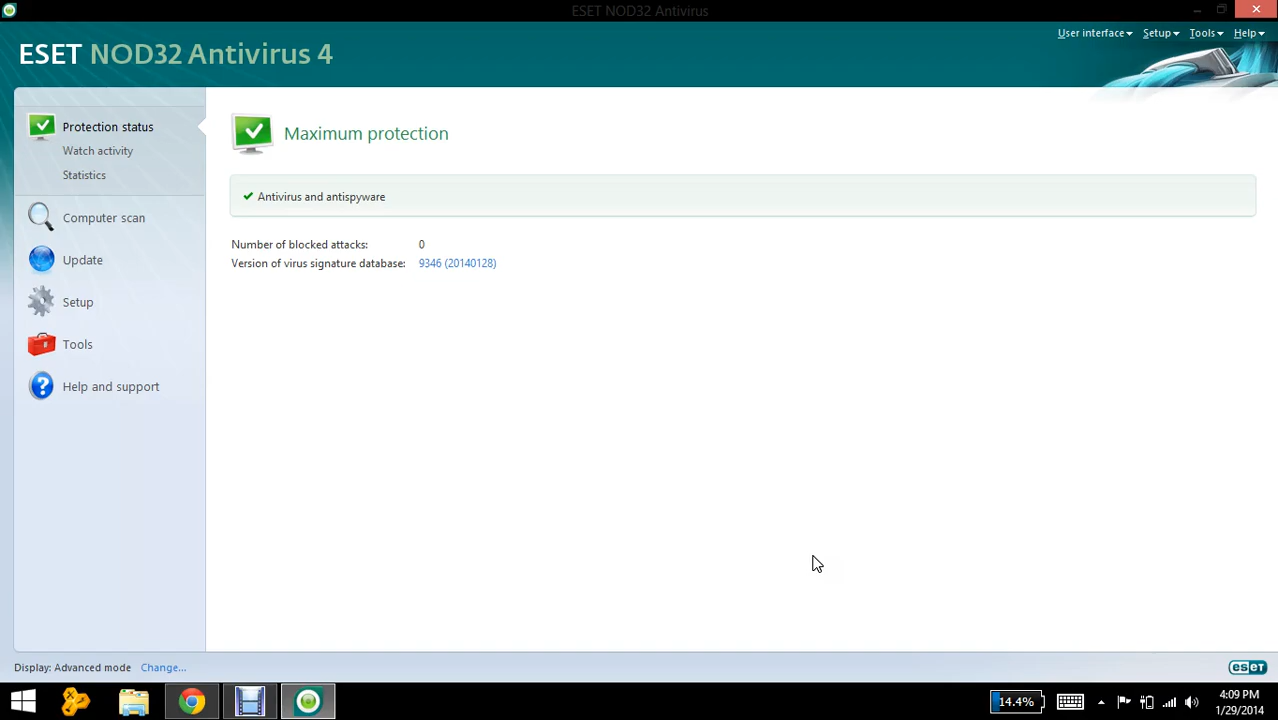 ESET NOD32 Antivirus
ESET NOD32 Antivirus 4
User interface Setup Tools Help
Protection status
Watch activity
Statistics
Computer scan
Update
Setup
Tools
Help and support
Maximum protection
Antivirus and antispyware
Number of blocked attacks: 0
Version of virus signature database: 9346 (20140128)
Display: Advanced mode Change...
eseT
14.4%
4:09 PM
1/29/2014